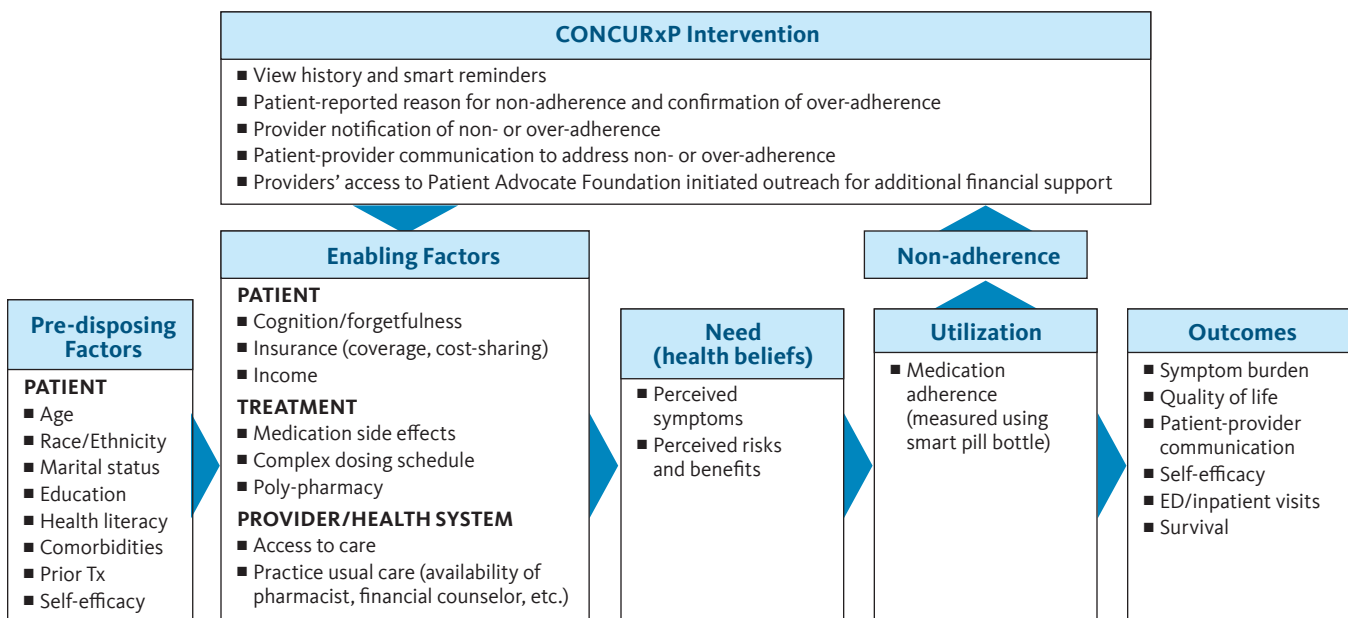 CONCURxP Intervention
■ View history and smart reminders
■ Patient-reported reason for non-adherence and confirmation of over-adherence
■ Provider notification of non- or over-adherence
■ Patient-provider communication to address non- or over-adherence
■ Providers’ access to Patient Advocate Foundation initiated outreach for additional financial support
Pre-disposing
Factors
PATIENT
■ Age
■ Race/Ethnicity
■ Marital status
■ Education
■ Health literacy
■ Comorbidities
■ Prior Tx
■ Self-efficacy
Enabling Factors
PATIENT
■ Cognition/forgetfulness
■ Insurance (coverage, cost-sharing)
■ Income
TREATMENT
■ Medication side effects
■ Complex dosing schedule
■ Poly-pharmacy
PROVIDER/HEALTH SYSTEM
■ Access to care
■ Practice usual care (availability of
pharmacist, financial counselor, etc.)
Need
(health beliefs)
■ Perceived
symptoms
■ Perceived risks
and benefits
Non-adherence
Utilization
■ Medication
adherence
(measured using
smart pill bottle)
Outcomes
■ Symptom burden
■ Quality of life
■ Patient-provider
communication
■ Self-efficacy
■ ED/inpatient visits
■ Survival